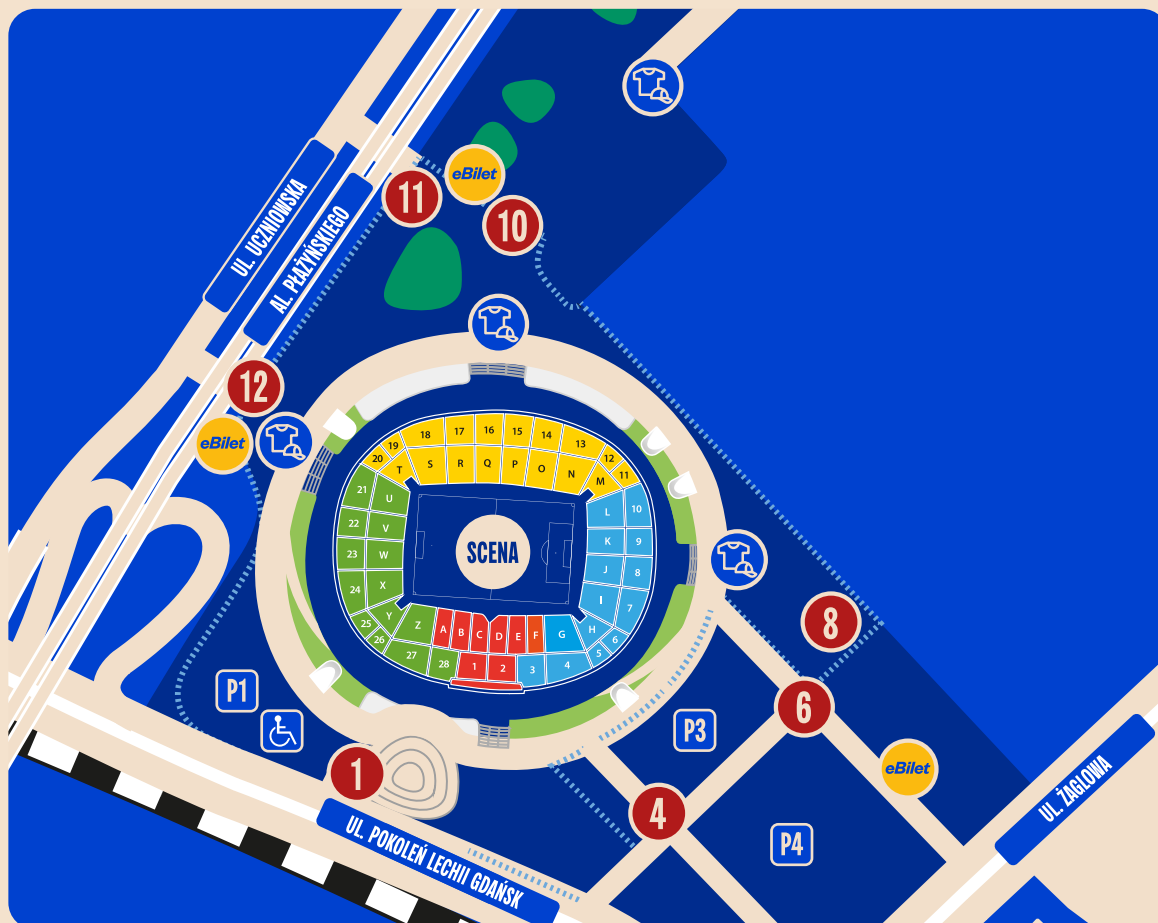 eBilet
11
10
UL. UCZNIOWSKA
AL. PŁAŻYŃSKIEGO
12
eBilet
18 17 16 15 14 13
19 12
20 11
T S R Q P O N M
21 U L 10
22 V K 9
23 W SCENA J 8
24 X I 7
25 Y Z A B C D E F G H 6
26 5
27 28 1 2 3 4
8
P1
P3
6
eBilet
1
4
P4
UL. ŻAGLOWA
UL. POKOLEŃ LECHII GDAŃSK